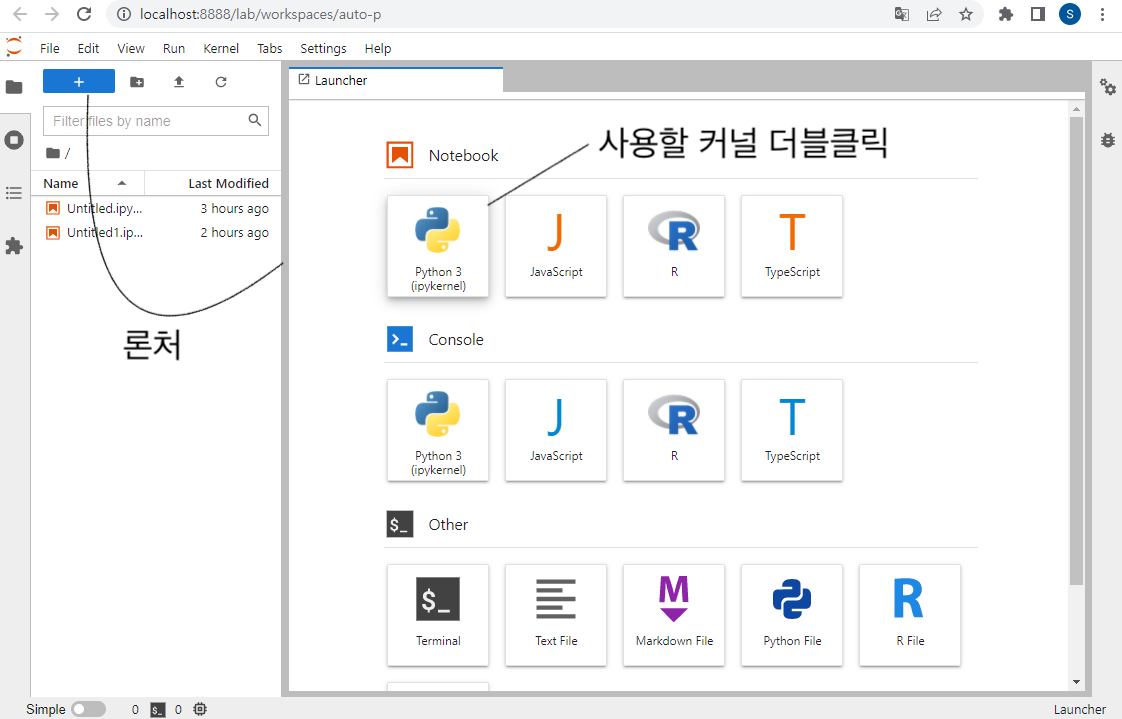 localhost:8888/lab/workspaces/auto-p
S
File Edit View Run Kernel Tabs Settings Help
+
Launcher
Filter files by name
/
Name Last Modified
Untitled.ipy... 3 hours ago
Untitled1.ip... 2 hours ago
론처
사용할 커널 더블클릭
Notebook
Python 3
(ipykernel)
J
JavaScript
R
R
T
TypeScript
Console
Python 3
(ipykernel)
J
JavaScript
R
R
T
TypeScript
$_ Other
$_
Terminal
Text File
M
Markdown File
Python File
R
R File
Simple 0 $_ 0 Launcher